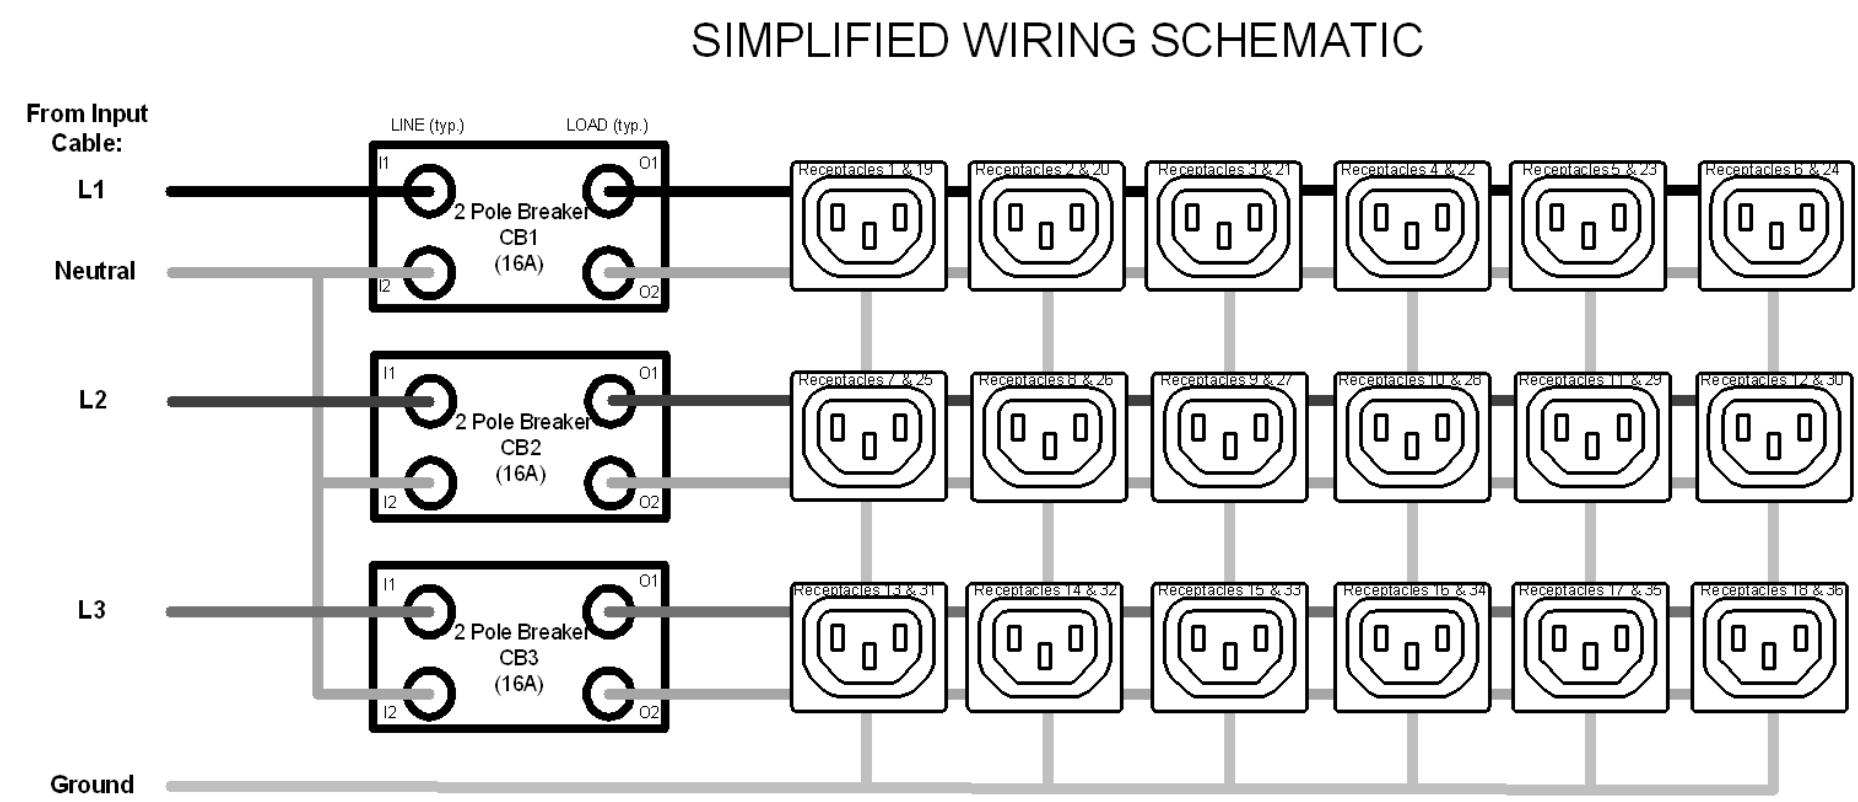 SIMPLIFIED WIRING SCHEMATIC
From Input
Cable:
LINE (typ.)
LOAD (typ.)
L1
I1
O1
2 Pole Breaker
CB1
(16A)
Neutral
I2
O2
Receptacles 1 & 19
Receptacles 2 & 20
Receptacles 3 & 21
Receptacles 4 & 22
Receptacles 5 & 23
Receptacles 6 & 24
L2
I1
O1
2 Pole Breaker
CB2
(16A)
I2
O2
Receptacles 7 & 25
Receptacles 8 & 26
Receptacles 9 & 27
Receptacles 10 & 28
Receptacles 11 & 29
Receptacles 12 & 30
L3
I1
O1
2 Pole Breaker
CB3
(16A)
I2
O2
Receptacles 13 & 31
Receptacles 14 & 32
Receptacles 15 & 33
Receptacles 16 & 34
Receptacles 17 & 35
Receptacles 18 & 36
Ground